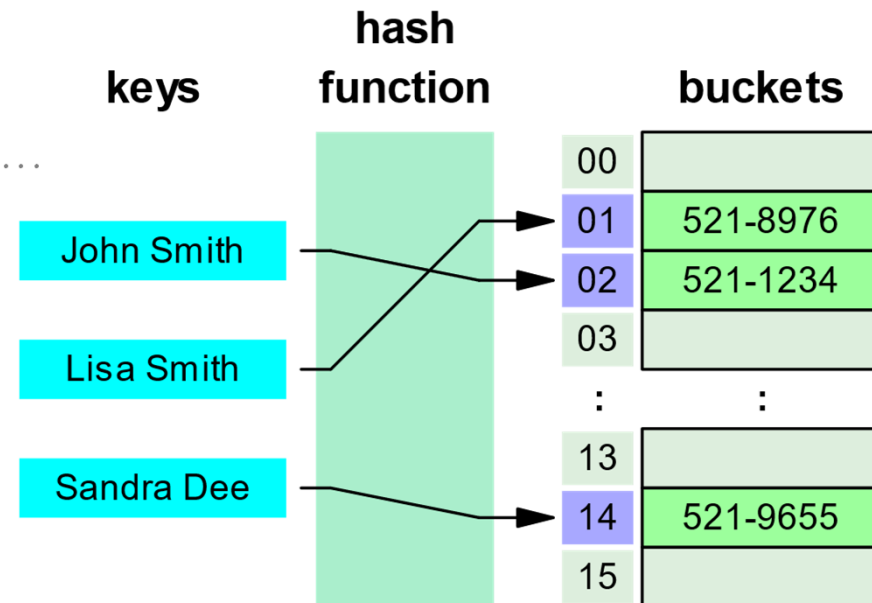 hash
keys function buckets
...
00
01 521-8976
John Smith
02 521-1234
03
Lisa Smith
: :
13
Sandra Dee
14 521-9655
15